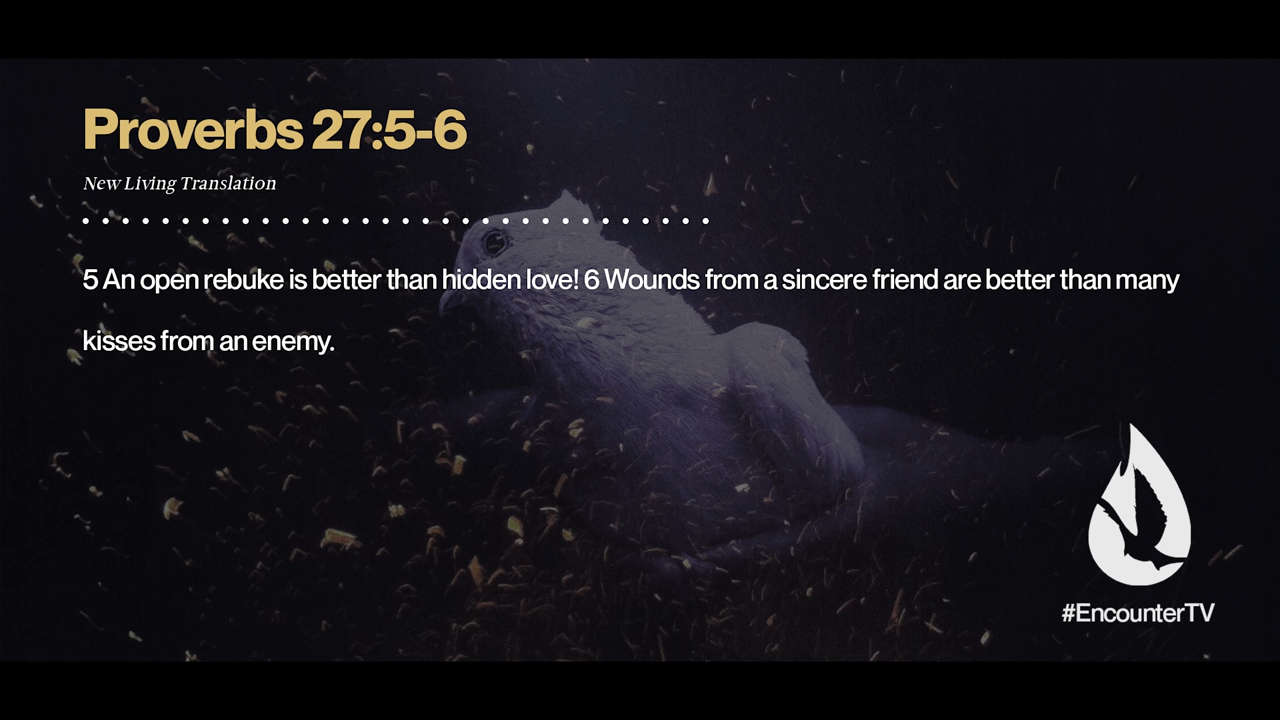 Proverbs 27:5-6
New Living Translation
5 An open rebuke is better than hidden love! 6 Wounds from a sincere friend are better than many
kisses from an enemy.
#EncounterTV